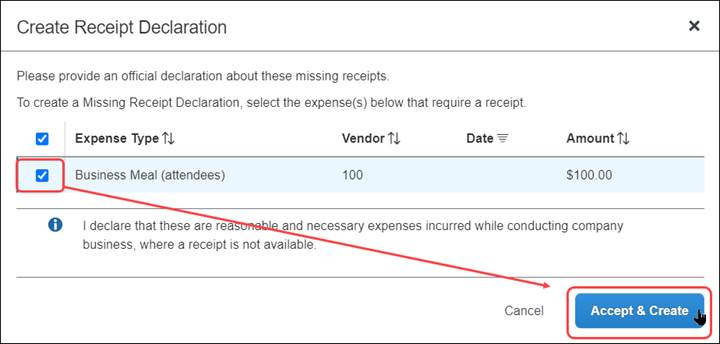 Create Receipt Declaration
Please provide an official declaration about these missing receipts.
To create a Missing Receipt Declaration, select the expense(s) below that require a receipt.
Expense Type Vendor Date Amount
Business Meal (attendees) 100 $100.00
I declare that these are reasonable and necessary expenses incurred while conducting company
business, where a receipt is not available.
Cancel Accept & Create